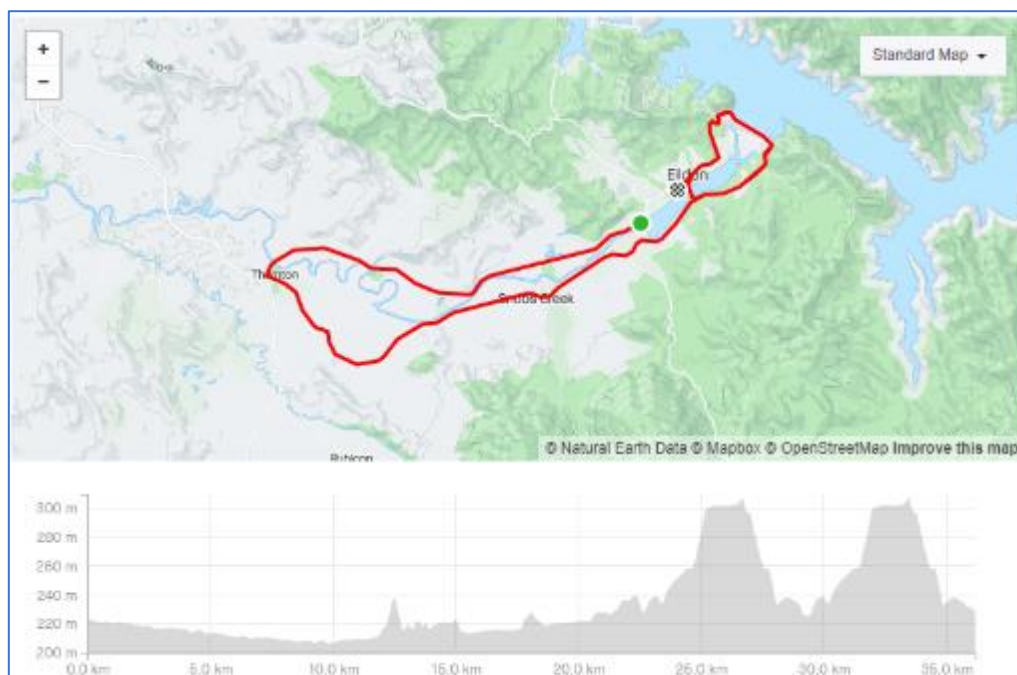 +
Standard Map
−
Eildon
Thornton
Snobs Creek
Rubicon
© Natural Earth Data © Mapbox © OpenStreetMap Improve this map
300 m
280 m
260 m
240 m
220 m
200 m
0.0 km 5.0 km 10.0 km 15.0 km 20.0 km 25.0 km 30.0 km 35.0 km